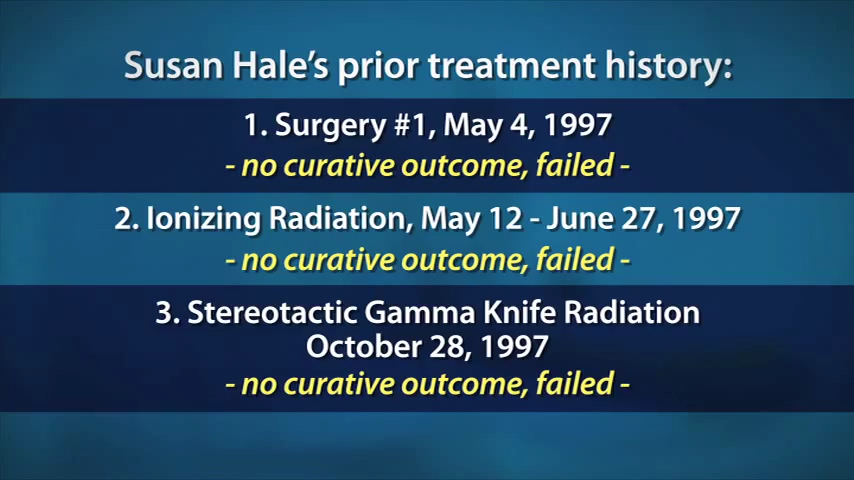 Susan Hale's prior treatment history:
1. Surgery #1, May 4, 1997
- no curative outcome, failed -
2. Ionizing Radiation, May 12 - June 27, 1997
- no curative outcome, failed -
3. Stereotactic Gamma Knife Radiation
October 28, 1997
- no curative outcome, failed -